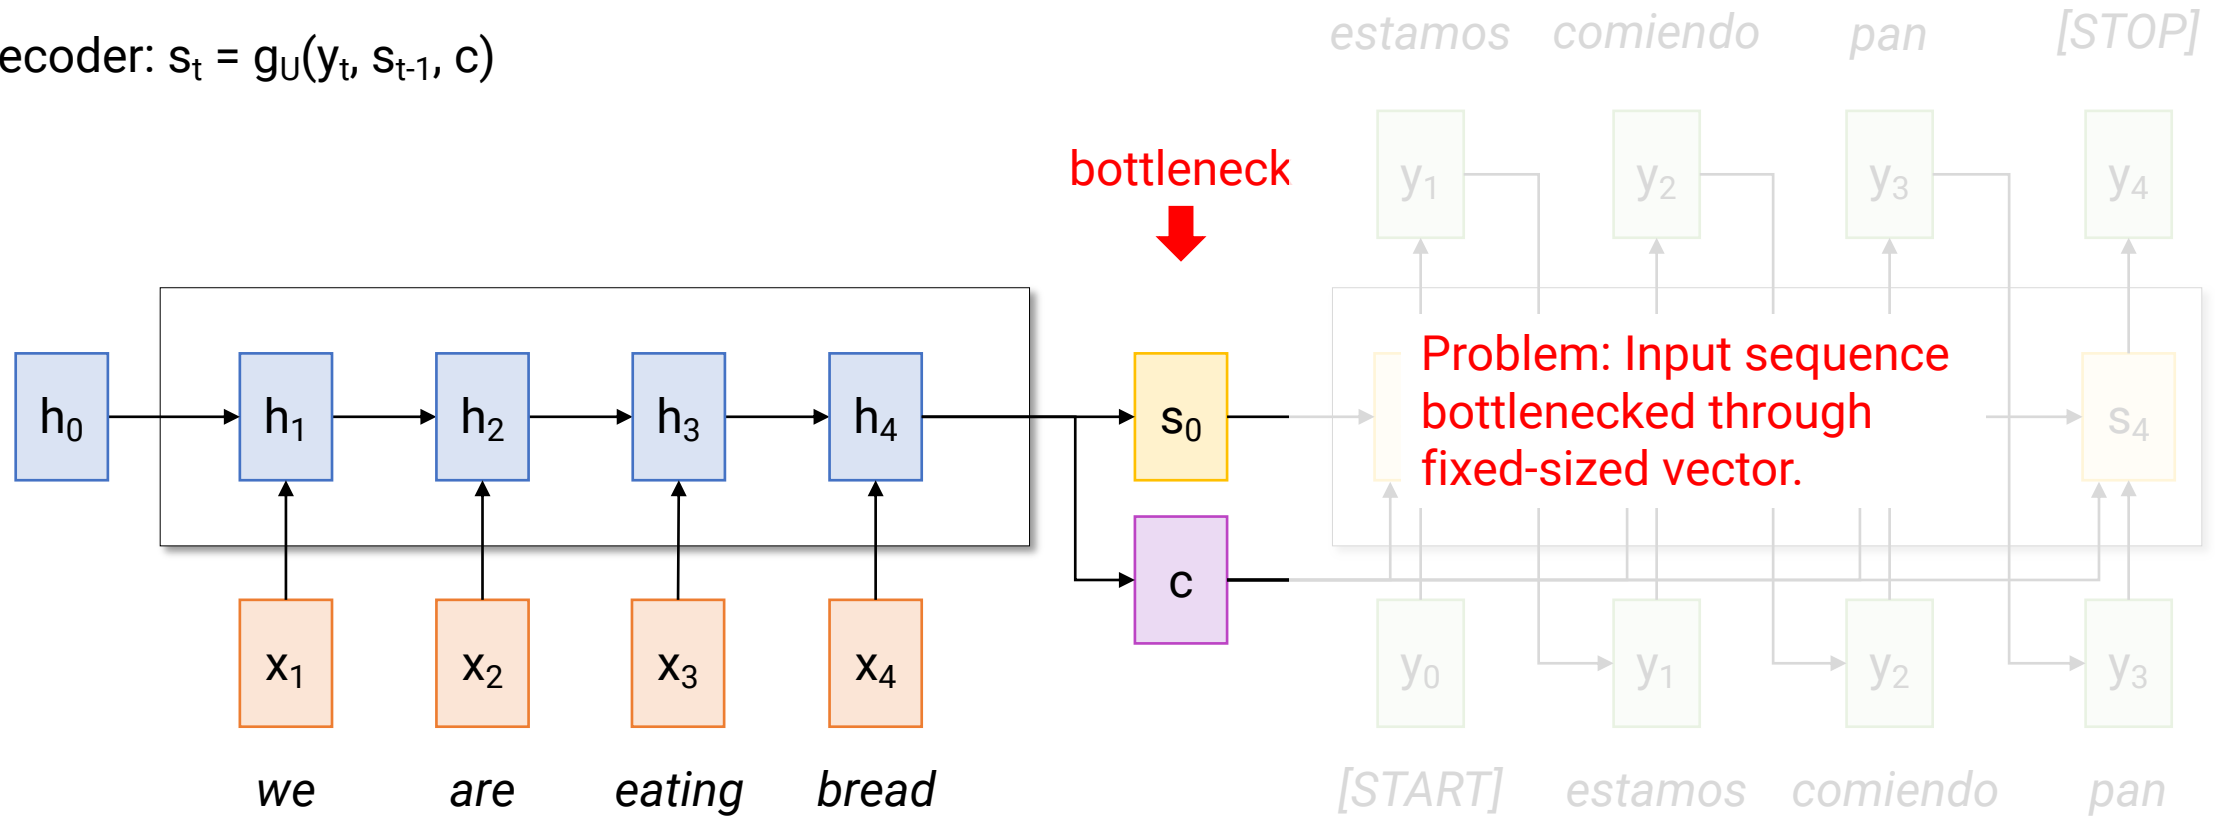 estamos comiendo pan [STOP]
ecoder: sₜ = gU(yₜ, sₜ₋₁, c)
bottleneck
y₁ y₂ y₃ y₄
Problem: Input sequence
bottlenecked through
fixed-sized vector.
h₀ h₁ h₂ h₃ h₄ s₀ s₄
c
x₁ x₂ x₃ x₄ y₀ y₁ y₂ y₃
we are eating bread [START] estamos comiendo pan